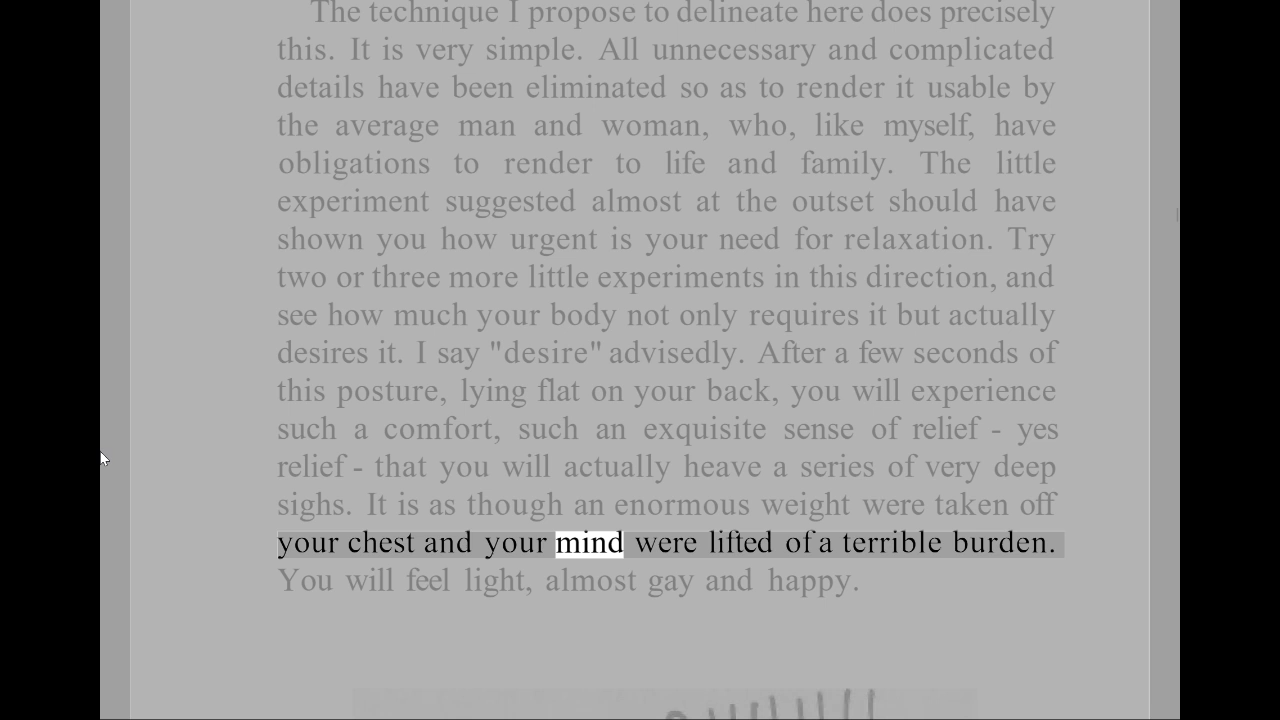 The technique I propose to delineate here does precisely
this. It is very simple. All unnecessary and complicated
details have been eliminated so as to render it usable by
the average man and woman, who, like myself, have
obligations to render to life and family. The little
experiment suggested almost at the outset should have
shown you how urgent is your need for relaxation. Try
two or three more little experiments in this direction, and
see how much your body not only requires it but actually
desires it. I say "desire" advisedly. After a few seconds of
this posture, lying flat on your back, you will experience
such a comfort, such an exquisite sense of relief - yes
relief - that you will actually heave a series of very deep
sighs. It is as though an enormous weight were taken off
your chest and your mind were lifted of a terrible burden.
You will feel light, almost gay and happy.